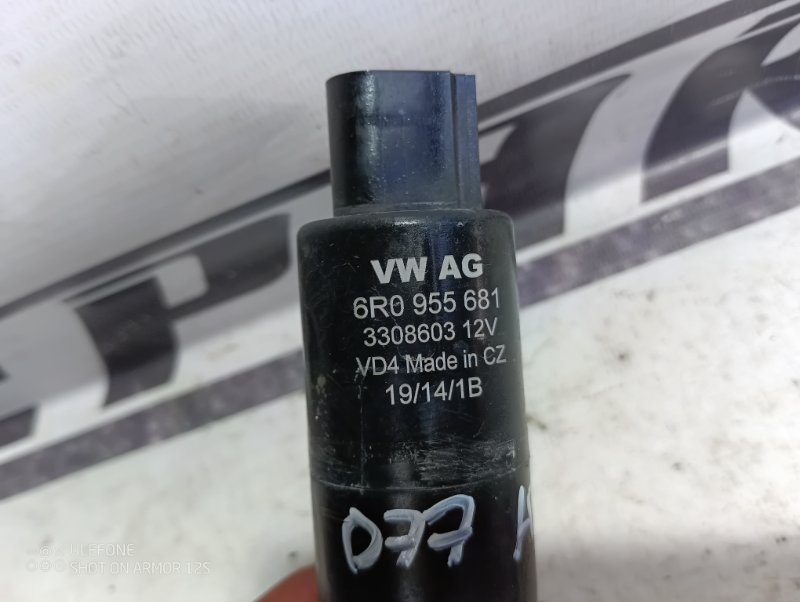 VW AG
6R0 955 681
3308603 12V
VD4 Made in CZ
19/14/1B
077
ULEFONE
SHOT ON ARMOR 12S